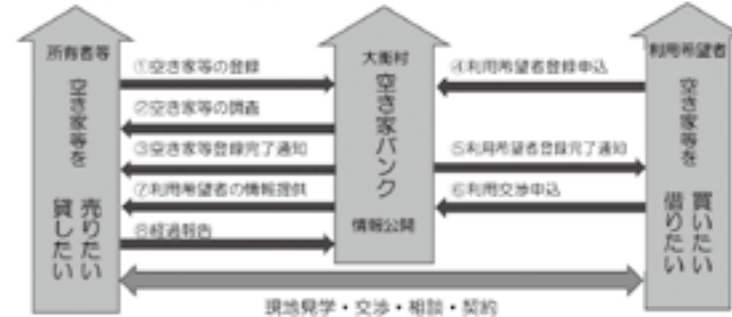 所有者等
空き家等を
売りたい
貸したい
①空き家等の登録
②空き家等の調査
③空き家等登録完了通知
⑦利用希望者の情報提供
⑧経過報告
大衡村
空き家バンク
情報公開
④利用希望者登録申込
⑤利用希望者登録完了通知
⑥利用交渉申込
利用希望者
空き家等を
買いたい
借りたい
現地見学・交渉・相談・契約